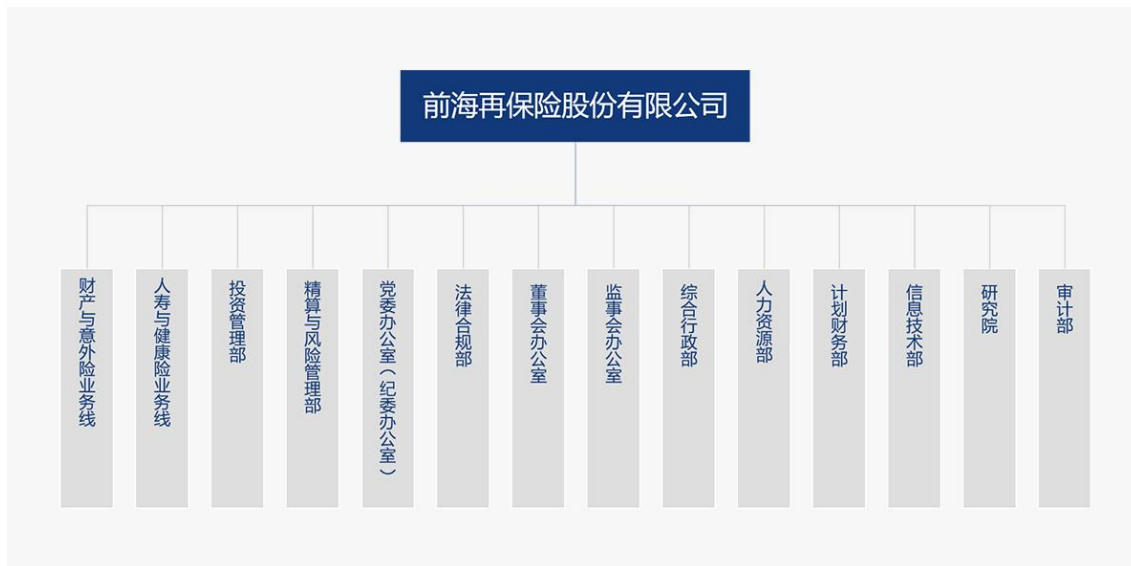 前海再保险股份有限公司
财产与意外险业务线
人寿与健康险业务线
投资管理部
精算与风险管理部
党委办公室(纪委办公室)
法律合规部
董事会办公室
监事会办公室
综合行政部
人力资源部
计划财务部
信息技术部
研究院
审计部